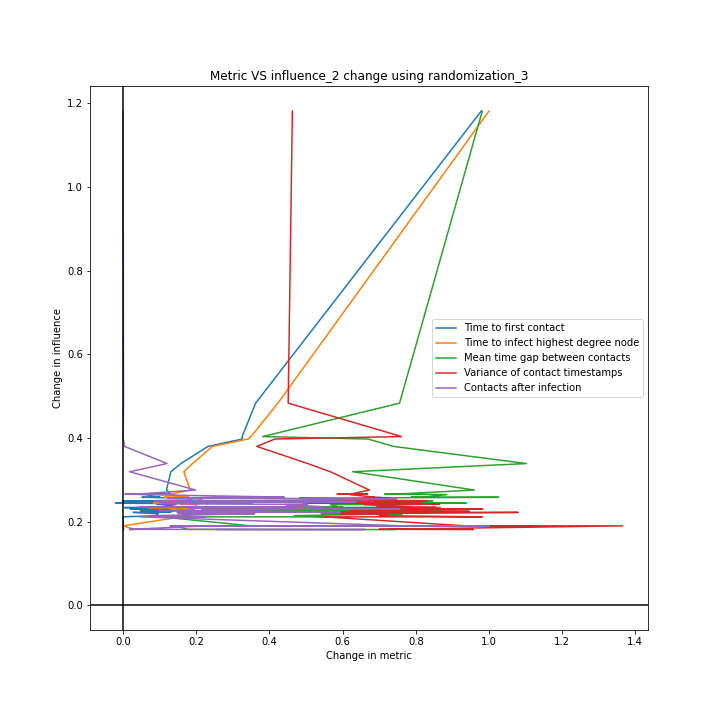 Metric VS influence_2 change using randomization_3
1.2
1.0
0.8
0.6
0.4
0.2
0.0
Change in influence
Time to first contact
Time to infect highest degree node
Mean time gap between contacts
Variance of contact timestamps
Contacts after infection
0.0 0.2 0.4 0.6 0.8 1.0 1.2 1.4
Change in metric